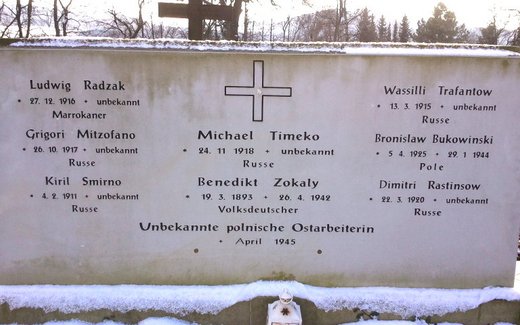 Ludwig Radzak
* 27. 12. 1916 + unbekannt
Marrokaner
Grigori Mitzofano
* 26. 10. 1917 + unbekannt
Russe
Kiril Smirno
* 4. 2. 1911 + unbekannt
Russe
Michael Timeko
* 24. 11 1918 + unbekannt
Russe
Benedikt Zokaly
* 19. 3. 1893 + 26. 4. 1942
Volksdeutscher
Wassilli Trafantow
* 13. 3. 1915 + unbekannt
Russe
Bronislaw Bukowinski
* 5. 4. 1925 + 29. 1. 1944
Pole
Dimitri Rastinsow
* 22. 3. 1920 + unbekannt
Russe
Unbekannte polnische Ostarbeiterin
+ April 1945